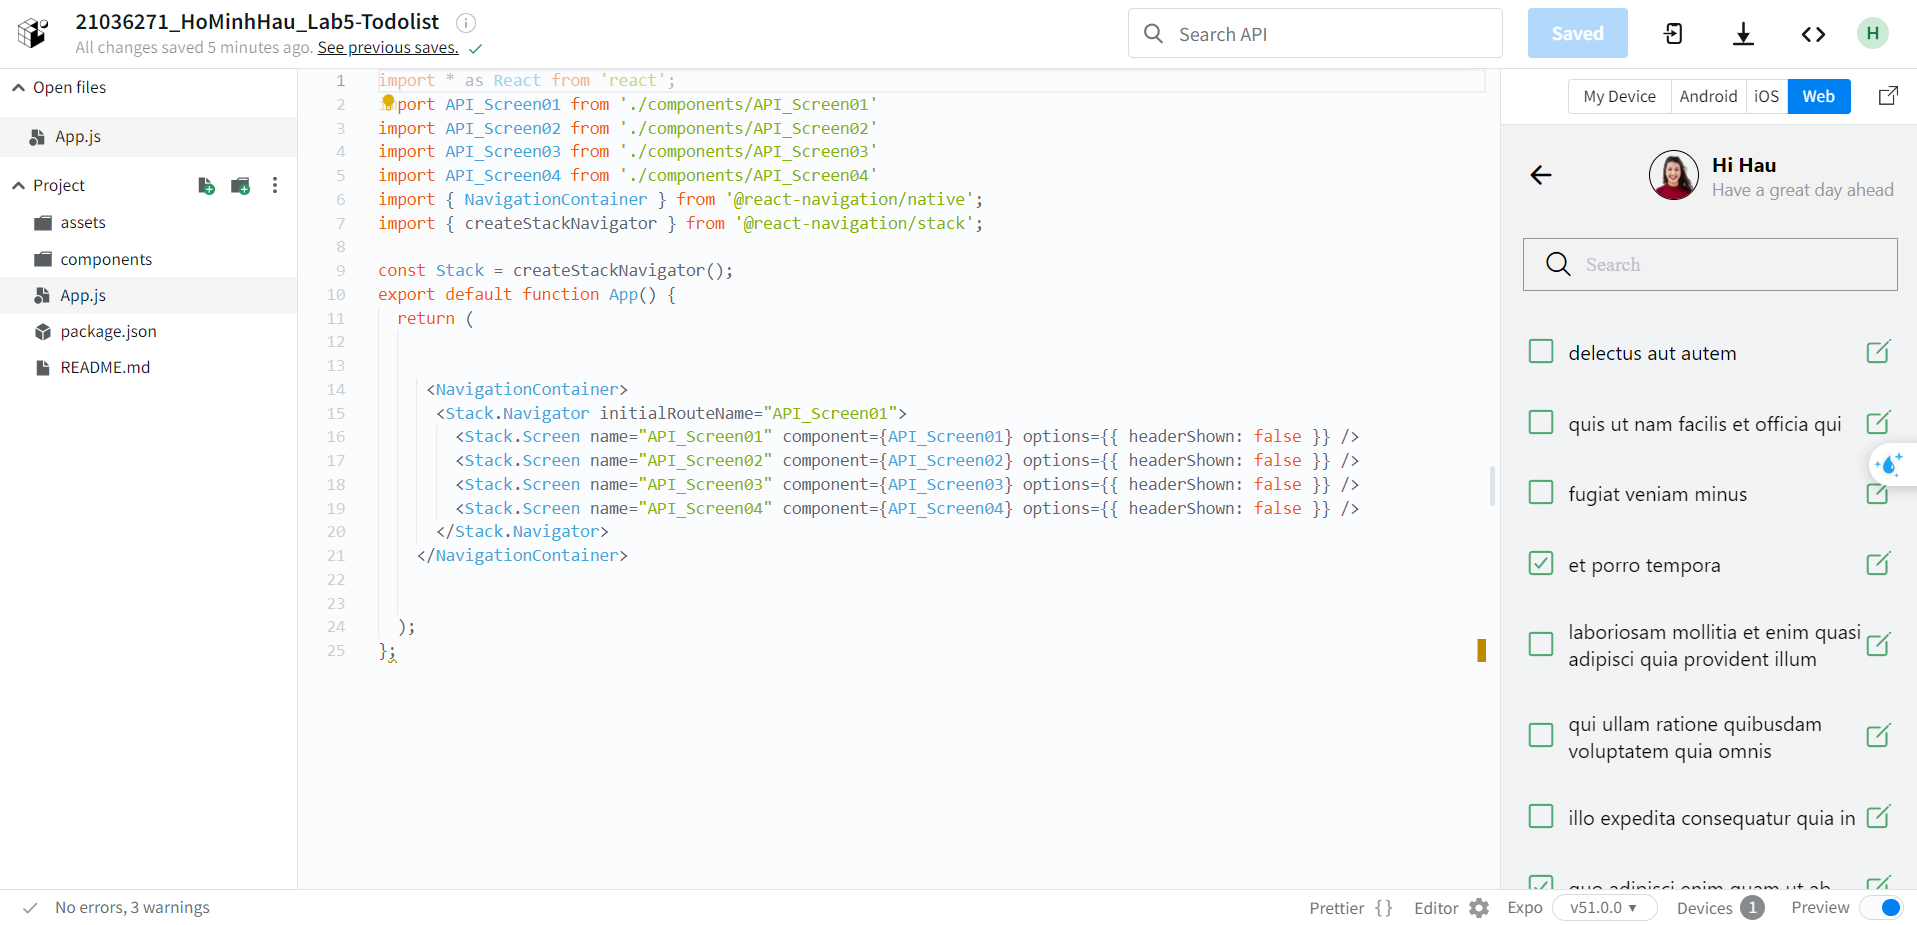 21036271_HoMinhHau_Lab5-Todolist
All changes saved 5 minutes ago. See previous saves.
Search API
Saved
H
Open files
App.js
Project
assets
components
App.js
package.json
README.md
1 import * as React from 'react';
2 import API_Screen01 from './components/API_Screen01'
3 import API_Screen02 from './components/API_Screen02'
4 import API_Screen03 from './components/API_Screen03'
5 import API_Screen04 from './components/API_Screen04'
6 import { NavigationContainer } from '@react-navigation/native';
7 import { createStackNavigator } from '@react-navigation/stack';
8
9 const Stack = createStackNavigator();
10 export default function App() {
11 return (
12
13
14 <NavigationContainer>
15 <Stack.Navigator initialRouteName="API_Screen01">
16 <Stack.Screen name="API_Screen01" component={API_Screen01} options={{ headerShown: false }} />
17 <Stack.Screen name="API_Screen02" component={API_Screen02} options={{ headerShown: false }} />
18 <Stack.Screen name="API_Screen03" component={API_Screen03} options={{ headerShown: false }} />
19 <Stack.Screen name="API_Screen04" component={API_Screen04} options={{ headerShown: false }} />
20 </Stack.Navigator>
21 </NavigationContainer>
22
23
24 );
25 };
My Device Android iOS Web
Hi Hau
Have a great day ahead
Search
delectus aut autem
quis ut nam facilis et officia qui
fugiat veniam minus
et porro tempora
laboriosam mollitia et enim quasi
adipisci quia provident illum
qui ullam ratione quibusdam
voluptatem quia omnis
illo expedita consequatur quia in
quo adipisci enim quam ut ab
No errors, 3 warnings
Prettier { } Editor Expo v51.0.0 Devices 1 Preview